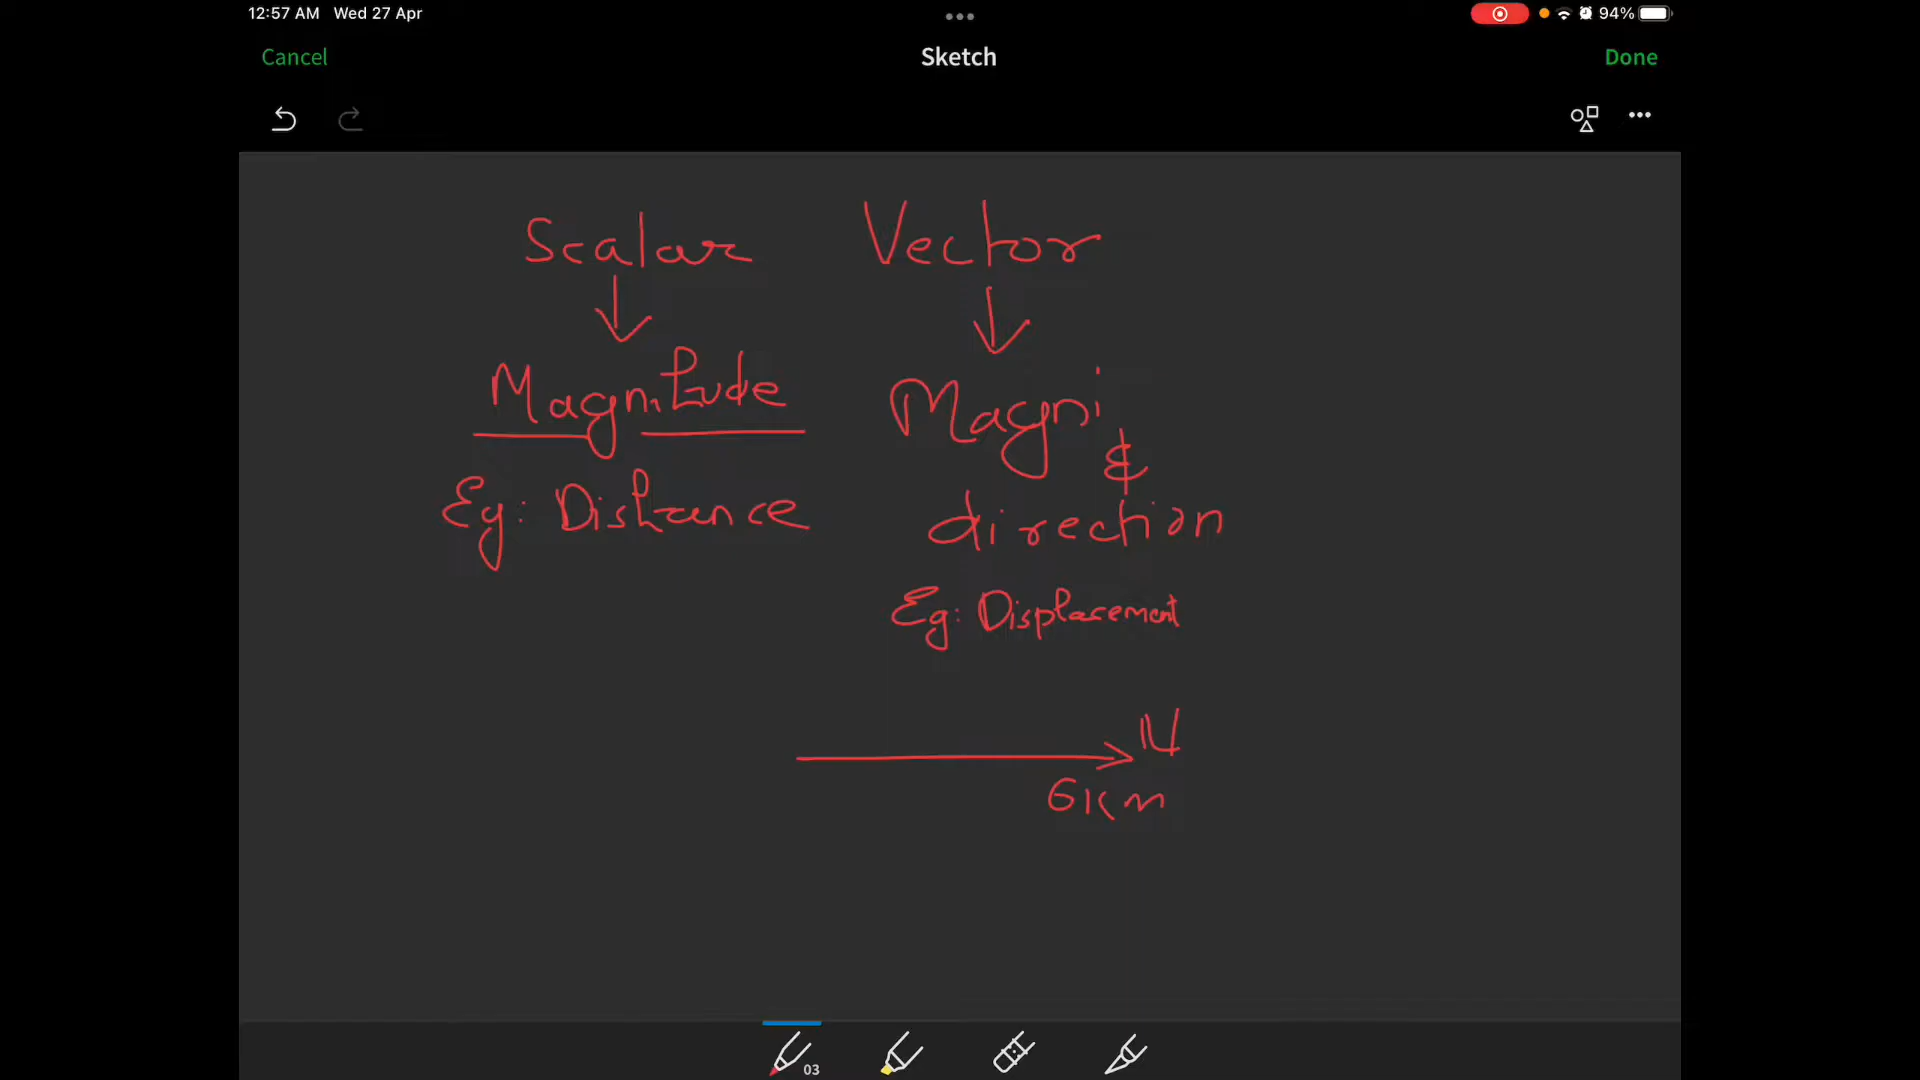 12:57 AM Wed 27 Apr
94%
Cancel
Sketch
Done
Scalar Vector
Magnitude Magni
&
Eg: Distance direction
Eg: Displacement
N
6km
03